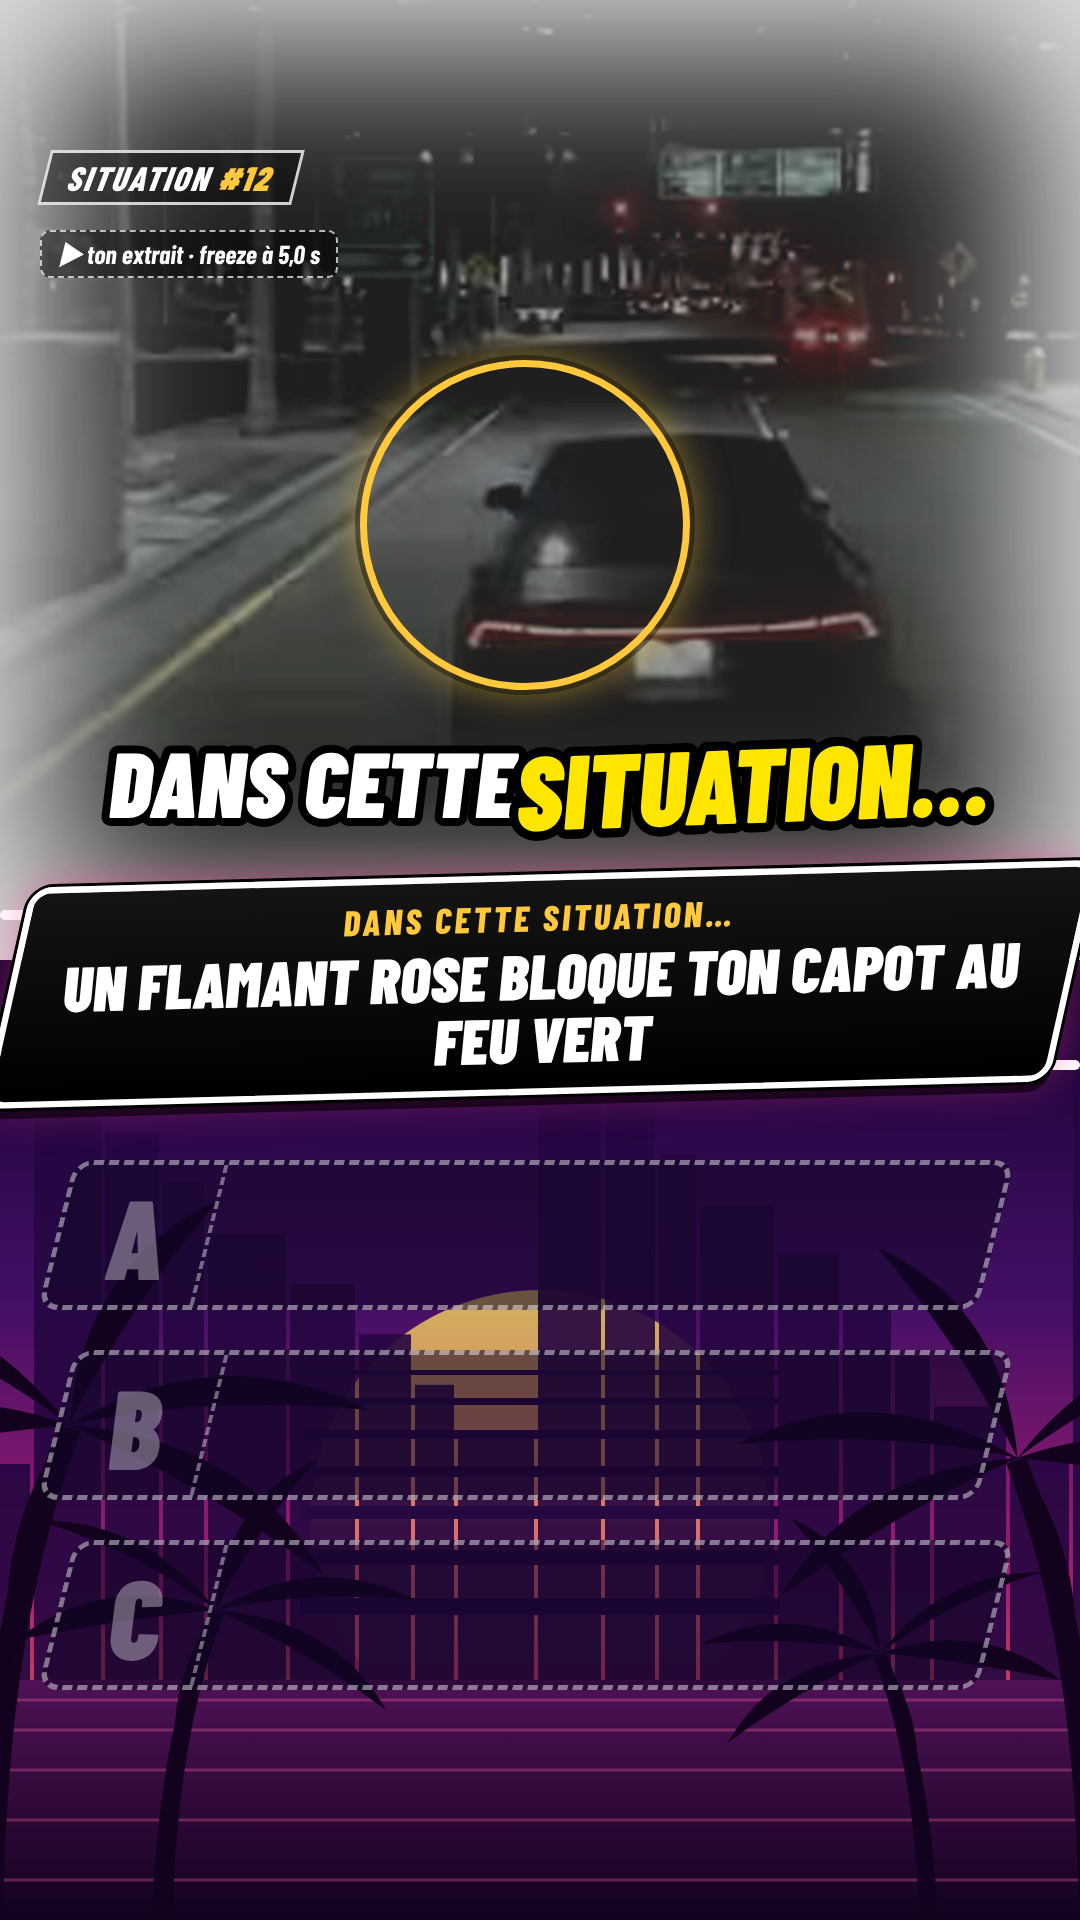 SITUATION #12
▶ ton extrait · freeze à 5,0 s
DANS CETTE SITUATION...
DANS CETTE SITUATION...
UN FLAMANT ROSE BLOQUE TON CAPOT AU
FEU VERT
A
B
C